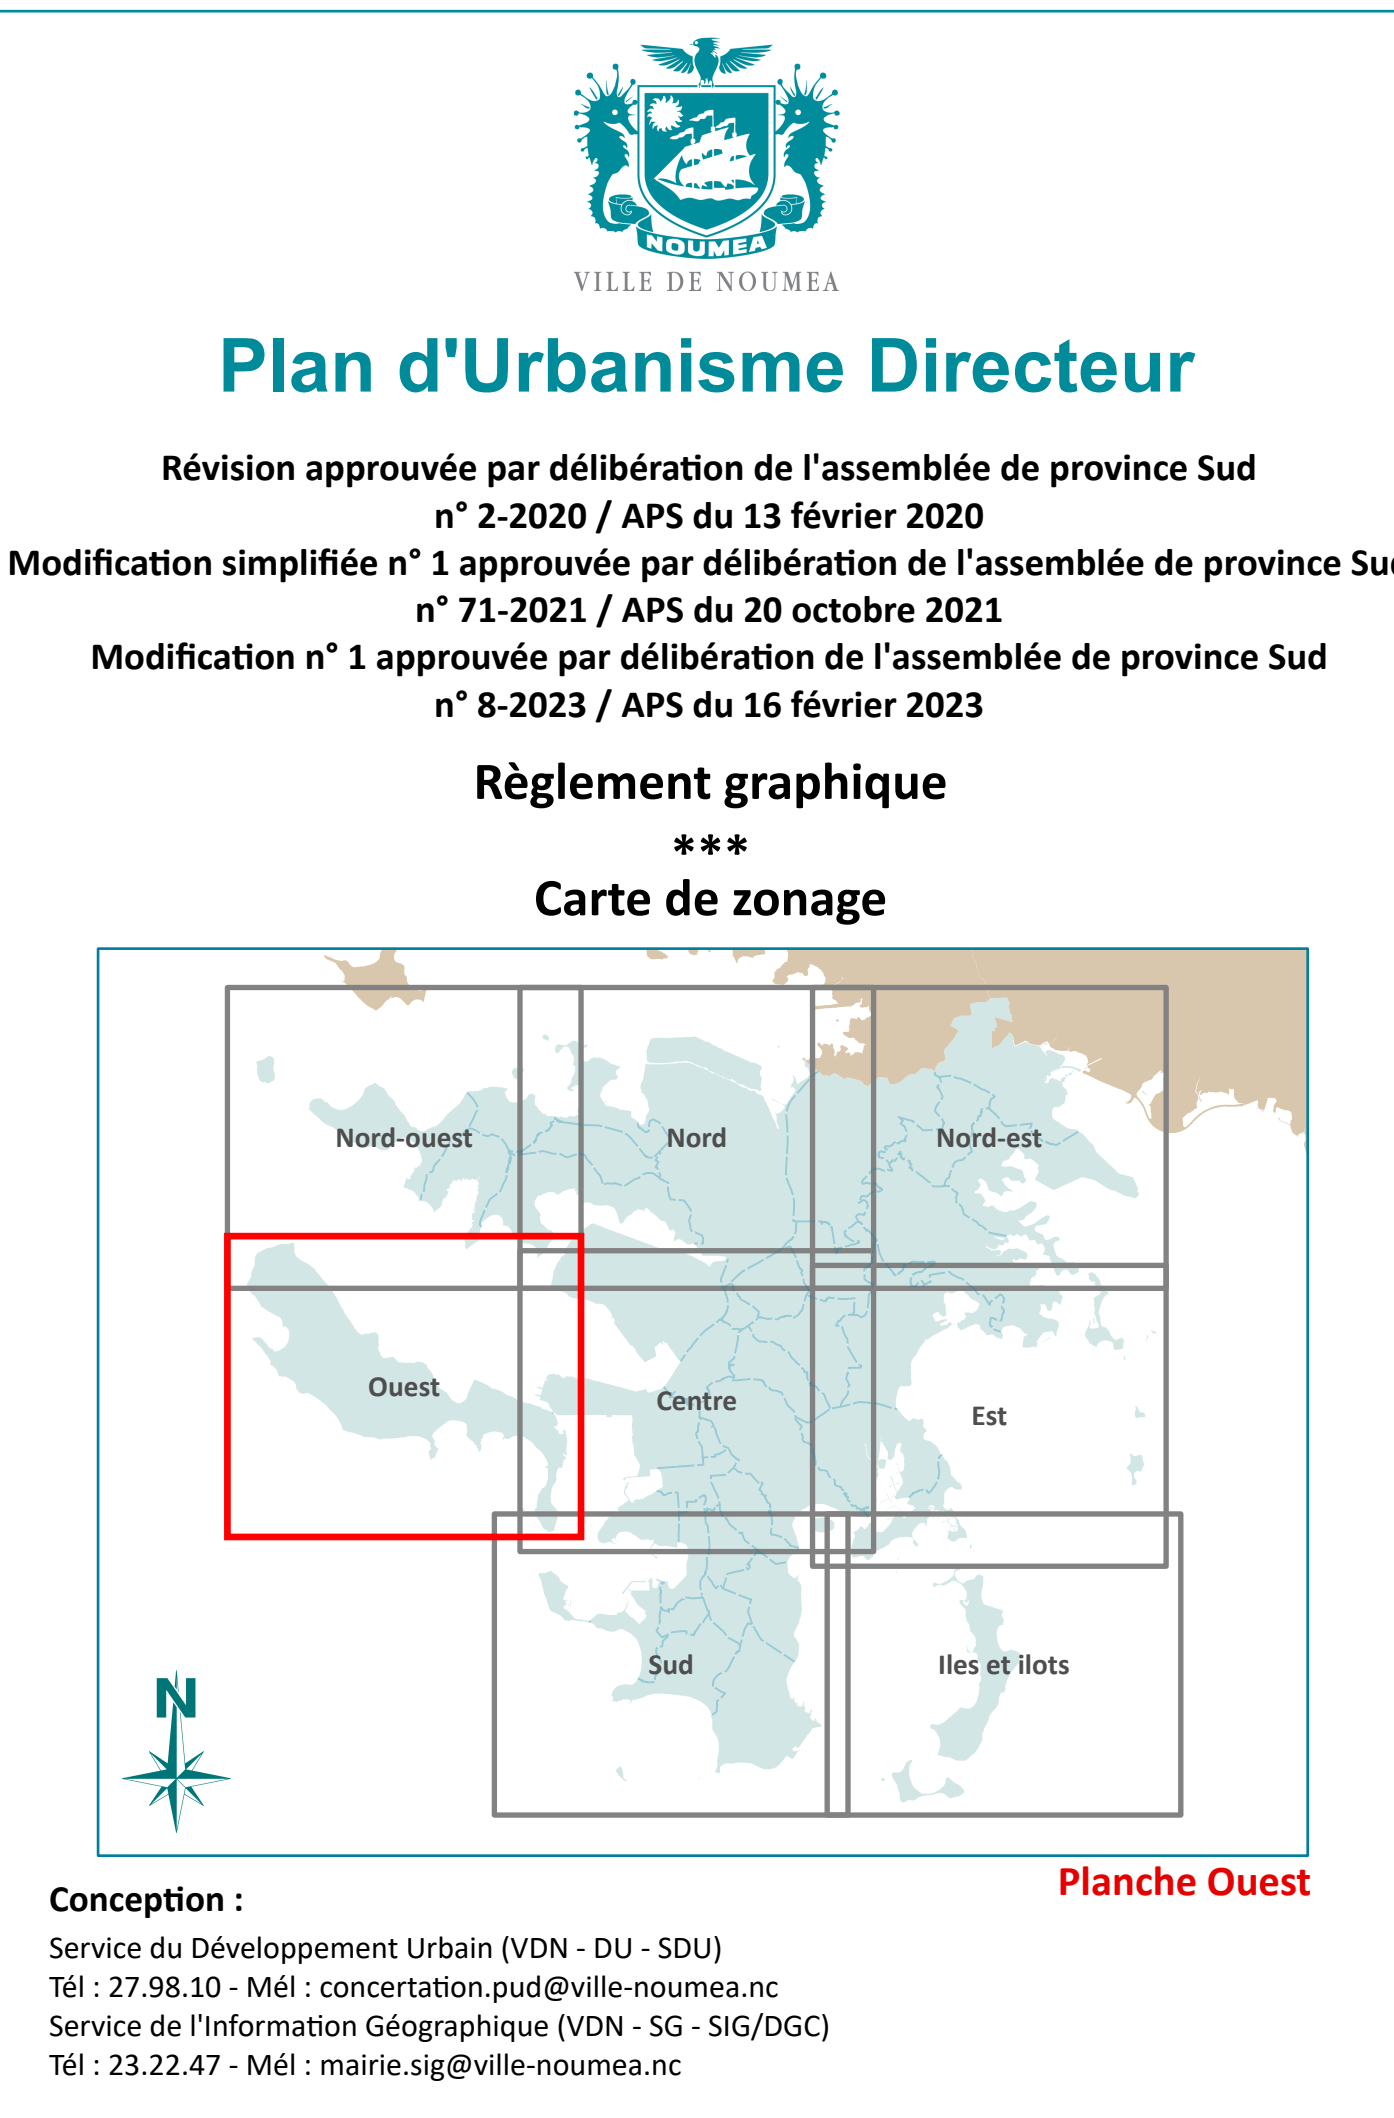 NOUMEA
VILLE DE NOUMEA
Plan d'Urbanisme Directeur
Révision approuvée par délibération de l'assemblée de province Sud
n° 2-2020 / APS du 13 février 2020
Modification simplifiée n° 1 approuvée par délibération de l'assemblée de province Sud
n° 71-2021 / APS du 20 octobre 2021
Modification n° 1 approuvée par délibération de l'assemblée de province Sud
n° 8-2023 / APS du 16 février 2023
Règlement graphique
***
Carte de zonage
Nord-ouest
Nord
Nord-est
Ouest
Centre
Est
Sud
Iles et ilots
N
Planche Ouest
Conception :
Service du Développement Urbain (VDN - DU - SDU)
Tél : 27.98.10 - Mél : concertation.pud@ville-noumea.nc
Service de l'Information Géographique (VDN - SG - SIG/DGC)
Tél : 23.22.47 - Mél : mairie.sig@ville-noumea.nc